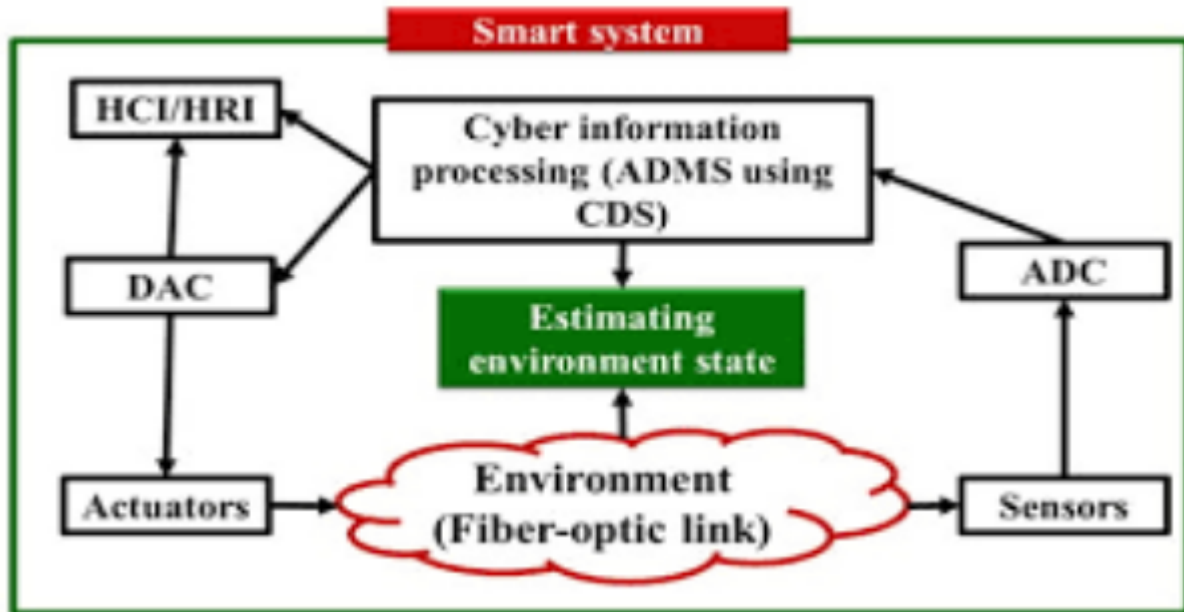 Smart system
HCI/HRI
Cyber information
processing (ADMS using
CDS)
DAC
ADC
Estimating
environment state
Environment
(Fiber-optic link)
Actuators
Sensors